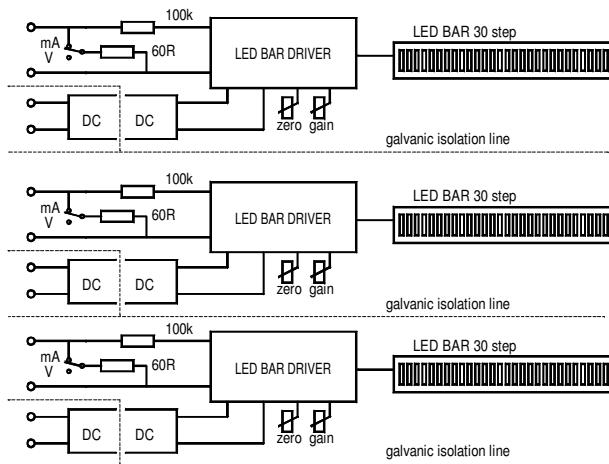 100k
LED BAR 30 step
mA
V
60R
LED BAR DRIVER
DC DC
zero gain
galvanic isolation line
LED BAR 30 step
100k
mA
V
60R
LED BAR DRIVER
DC DC
zero gain
galvanic isolation line
100k
LED BAR 30 step
mA
V
60R
LED BAR DRIVER
DC DC
zero gain
galvanic isolation line